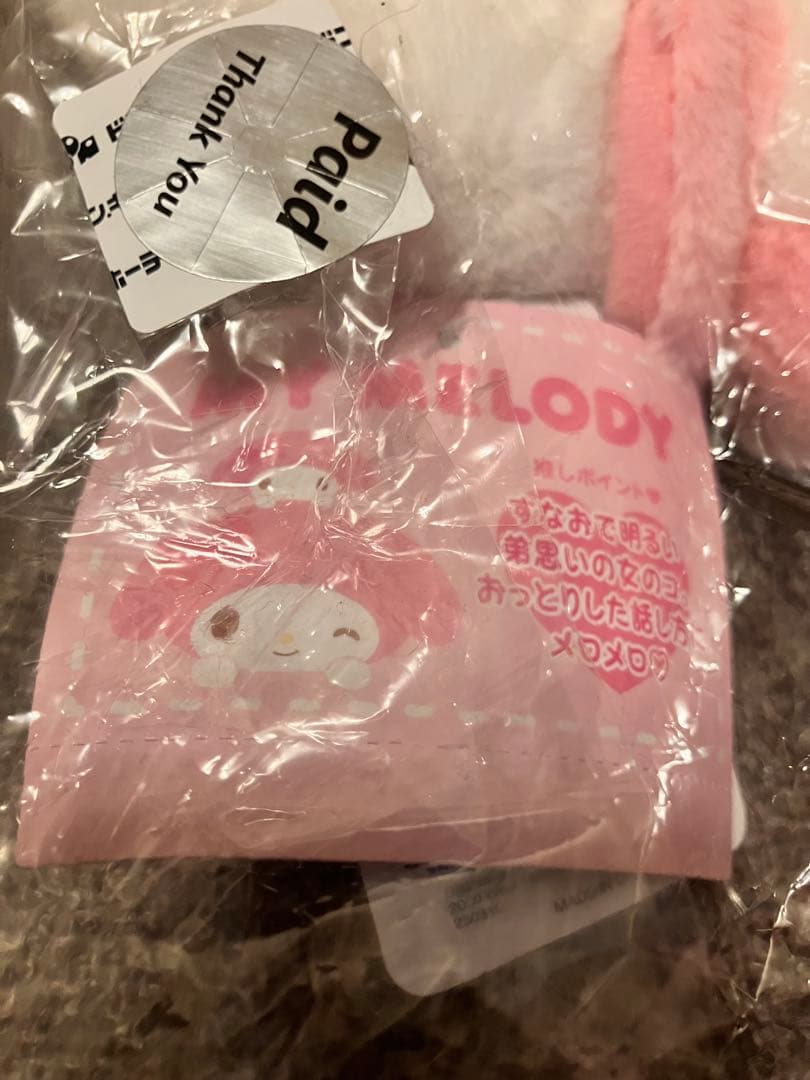 Paid
Thank You
MY MELODY
推しポイント♥
すなおで明るい
弟思いの女のコ。
おっとりした話し方
メロメロ♡